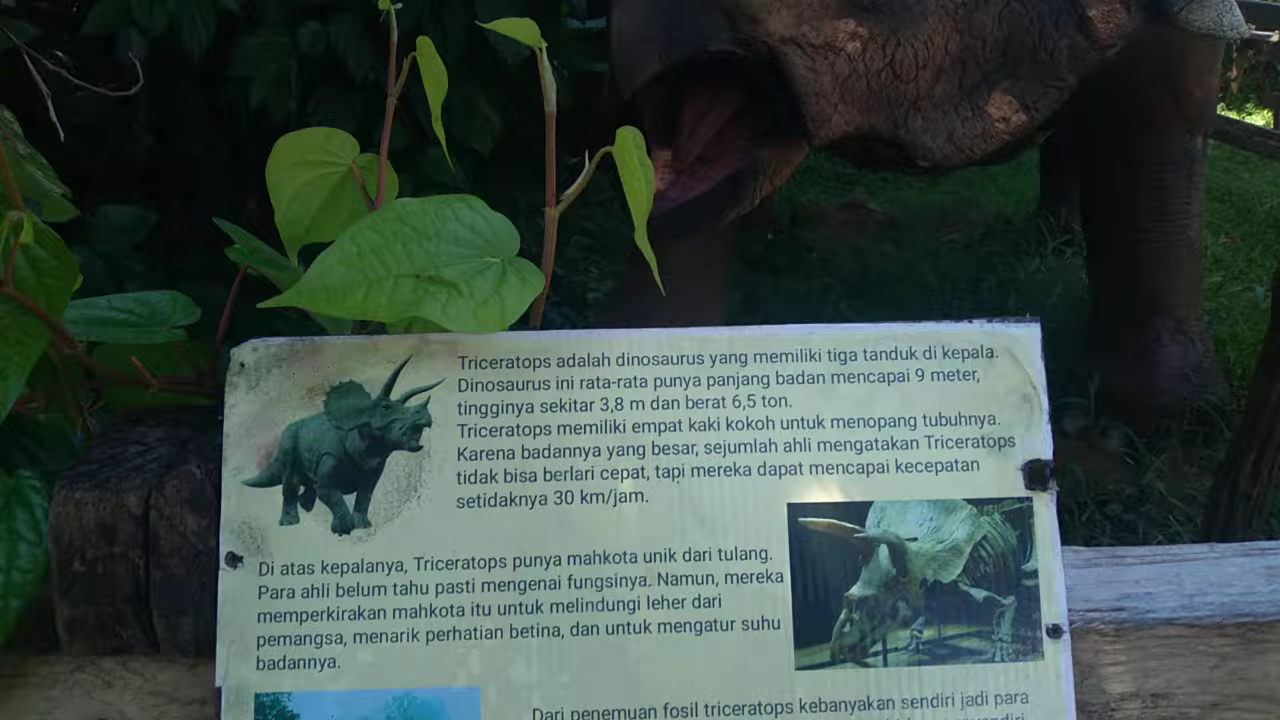 Triceratops adalah dinosaurus yang memiliki tiga tanduk di kepala.
Dinosaurus ini rata-rata punya panjang badan mencapai 9 meter,
tingginya sekitar 3,8 m dan berat 6,5 ton.
Triceratops memiliki empat kaki kokoh untuk menopang tubuhnya.
Karena badannya yang besar, sejumlah ahli mengatakan Triceratops
tidak bisa berlari cepat, tapi mereka dapat mencapai kecepatan
setidaknya 30 km/jam.
Di atas kepalanya, Triceratops punya mahkota unik dari tulang.
Para ahli belum tahu pasti mengenai fungsinya. Namun, mereka
memperkirakan mahkota itu untuk melindungi leher dari
pemangsa, menarik perhatian betina, dan untuk mengatur suhu
badannya.
Dari penemuan fosil triceratops kebanyakan sendiri jadi para